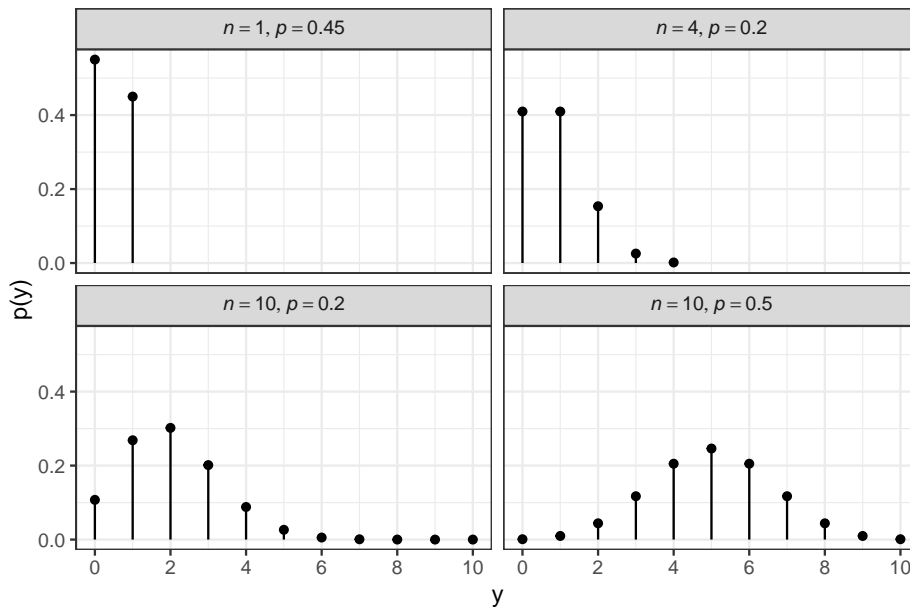 n = 1, p = 0.45
n = 4, p = 0.2
0.4
0.2
0.0
p(y)
n = 10, p = 0.2
n = 10, p = 0.5
0.4
0.2
0.0
0 2 4 6 8 10
0 2 4 6 8 10
y